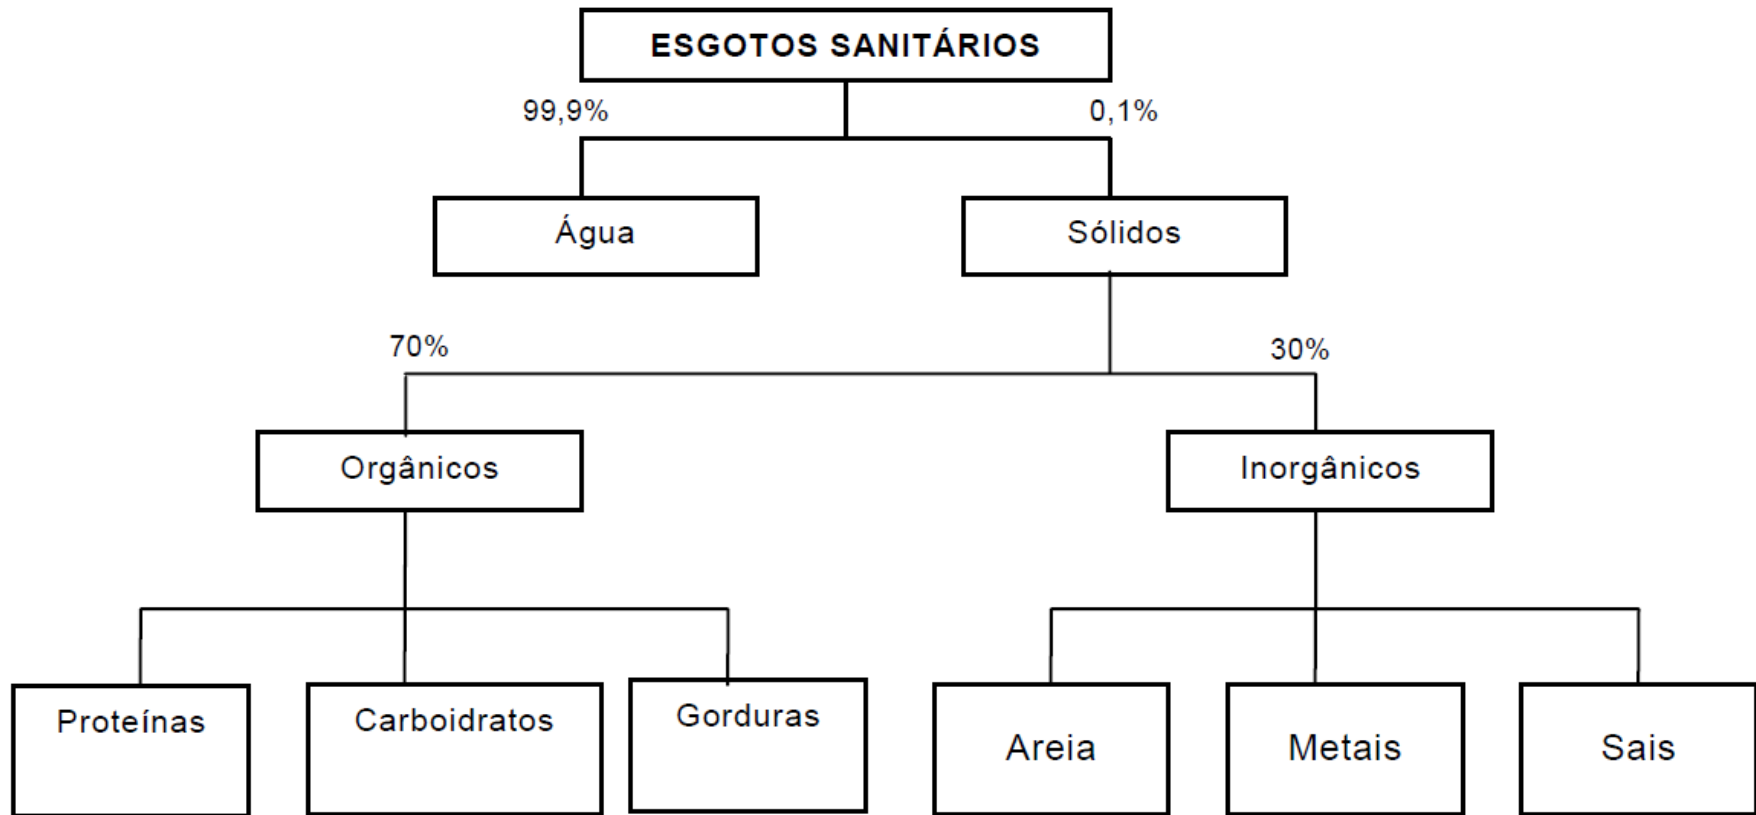 ESGOTOS SANITÁRIOS
99,9%
0,1%
Água
Sólidos
70%
30%
Orgânicos
Inorgânicos
Proteínas
Carboidratos
Gorduras
Areia
Metais
Sais